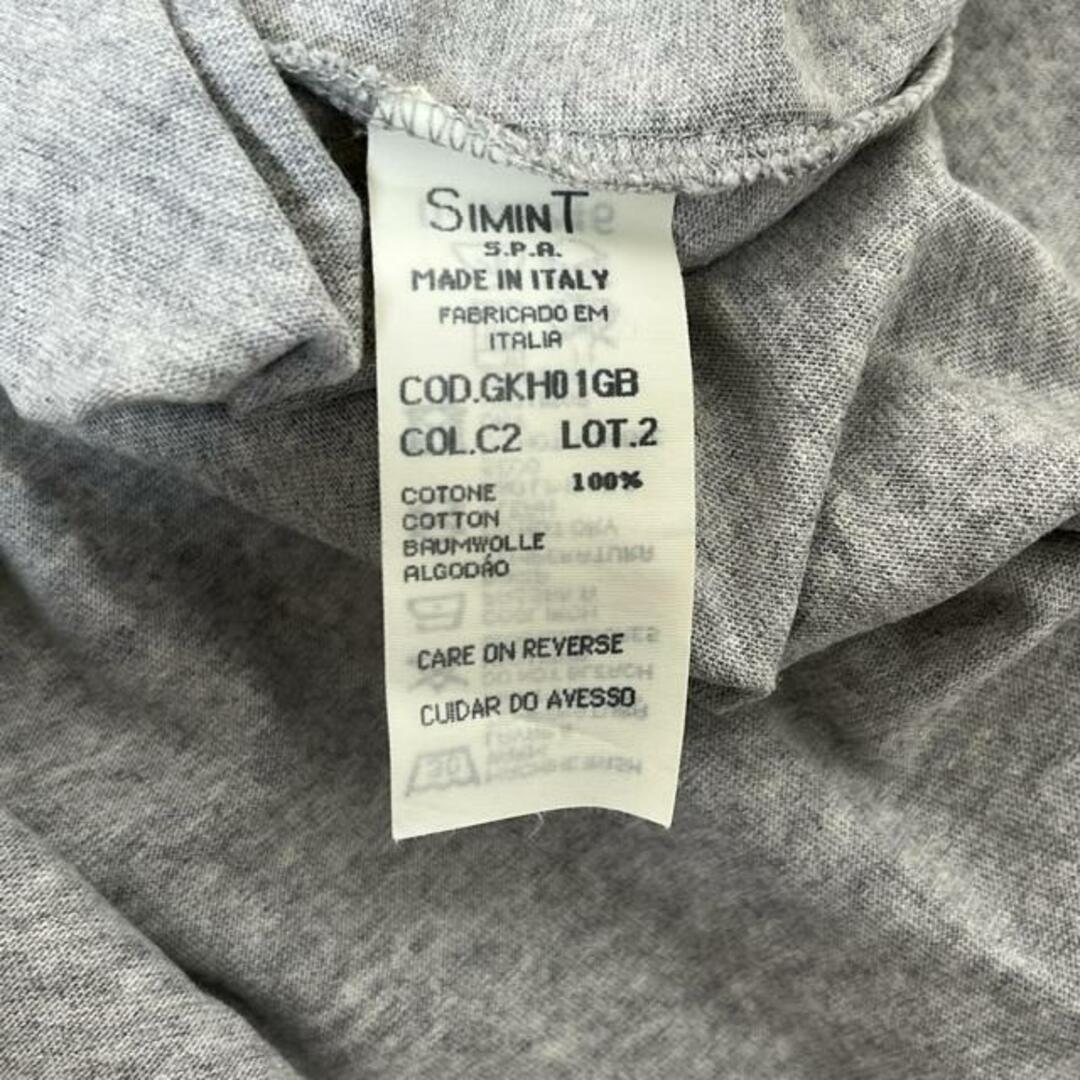 SIMINT
S.P.A.
MADE IN ITALY
FABRICADO EM
ITALIA
COD.GKH01GB
COL.C2 LOT.2
COTONE 100%
COTTON
BAUMWOLLE
ALGODÃO
CARE ON REVERSE
CUIDAR DO AVESSO